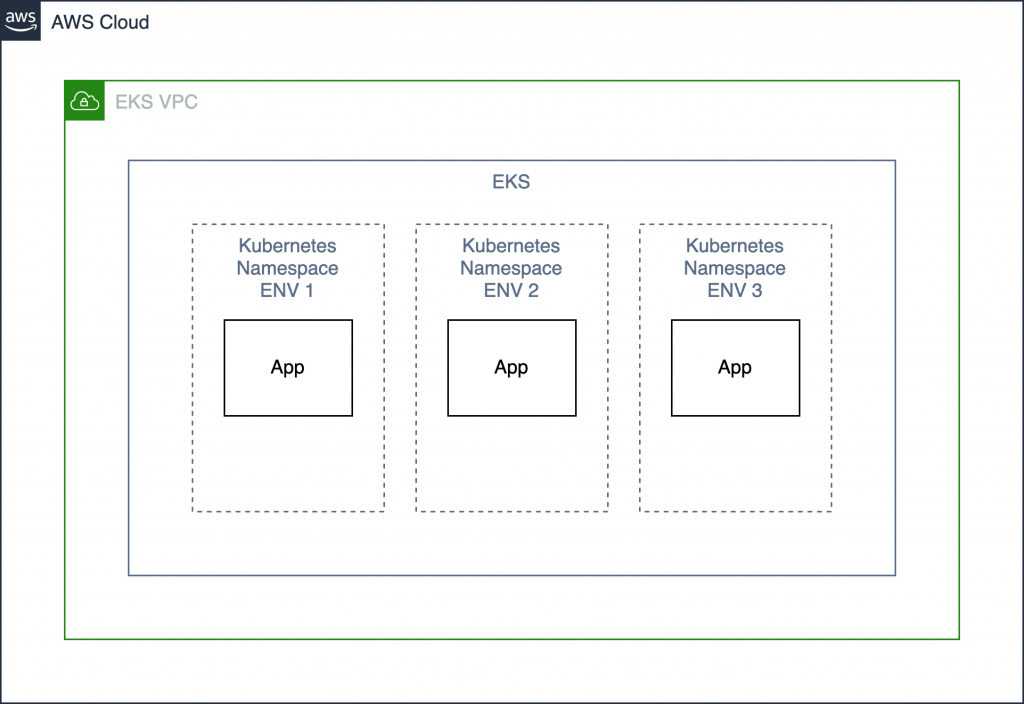 aws
AWS Cloud
EKS VPC
EKS
Kubernetes
Namespace
ENV 1
App
Kubernetes
Namespace
ENV 2
App
Kubernetes
Namespace
ENV 3
App